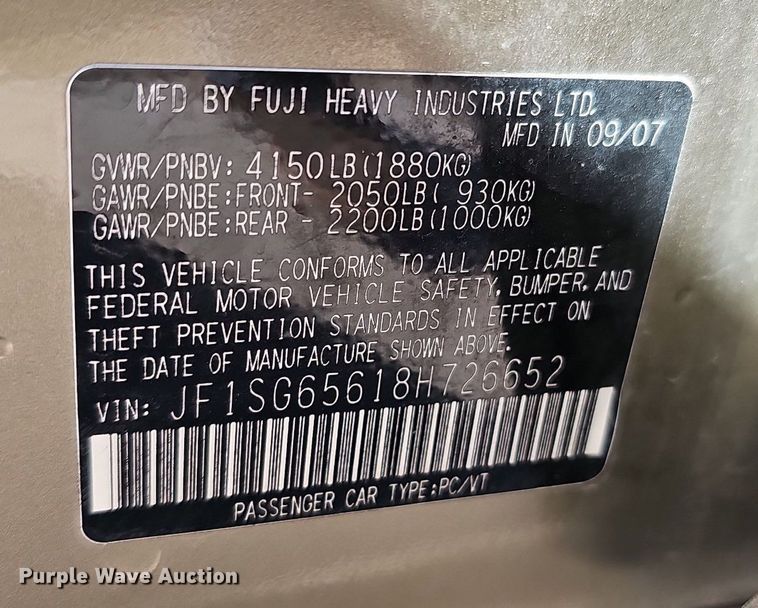 MFD BY FUJI HEAVY INDUSTRIES LTD.
MFD IN 09/07
GVWR/PNBV: 4150LB(1880KG)
GAWR/PNBE:FRONT- 2050LB( 930KG)
GAWR/PNBE:REAR - 2200LB(1000KG)
THIS VEHICLE CONFORMS TO ALL APPLICABLE
FEDERAL MOTOR VEHICLE SAFETY, BUMPER, AND
THEFT PREVENTION STANDARDS IN EFFECT ON
THE DATE OF MANUFACTURE SHOWN ABOVE.
VIN: JF1SG65618H726652
PASSENGER CAR TYPE:PC/VT
Purple Wave Auction